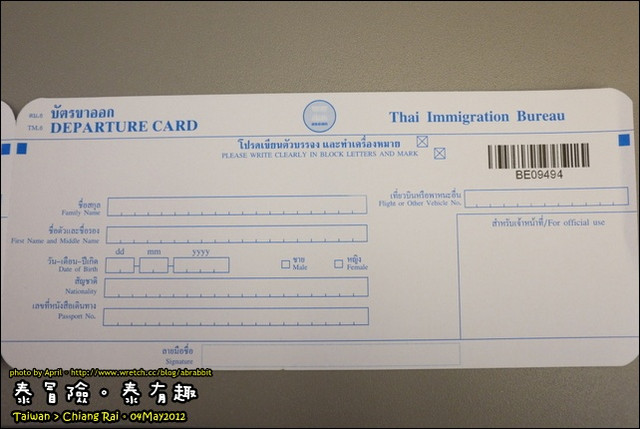 ตม.6 บัตรขาออก
TM.6 DEPARTURE CARD
Thai Immigration Bureau
โปรดเขียนตัวบรรจง และทำเครื่องหมาย ☒
PLEASE WRITE CLEARLY IN BLOCK LETTERS AND MARK ☒
BE09494
ชื่อสกุล
Family Name
เที่ยวบินหรือพาหนะอื่น
Flight or Other Vehicle No.
ชื่อตัวและชื่อรอง
First Name and Middle Name
สำหรับเจ้าหน้าที่/For official use
dd mm yyyy
วัน-เดือน-ปีเกิด
Date of Birth
ชาย
Male
หญิง
Female
สัญชาติ
Nationality
เลขที่หนังสือเดินทาง
Passport No.
ลายมือชื่อ
Signature
photo by April - http://www.wretch.cc/blog/abrabbit
泰冒險。泰有趣
Taiwan > Chiang Rai。04May2012